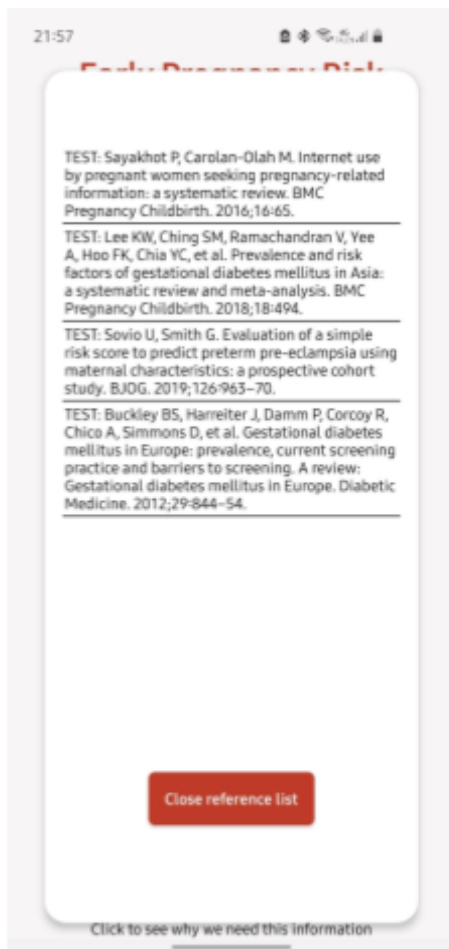 21:57
Early Pregnancy Risk
TEST: Sayakhot P, Carolan-Olah M. Internet use
by pregnant women seeking pregnancy-related
information: a systematic review. BMC
Pregnancy Childbirth. 2016;16:65.
TEST: Lee KW, Ching SM, Ramachandran V, Yee
A, Hoo FK, Chia YC, et al. Prevalence and risk
factors of gestational diabetes mellitus in Asia:
a systematic review and meta-analysis. BMC
Pregnancy Childbirth. 2018;18:494.
TEST: Sovio U, Smith G. Evaluation of a simple
risk score to predict preterm pre-eclampsia using
maternal characteristics: a prospective cohort
study. BJOG. 2019;126:963–70.
TEST: Buckley BS, Harreiter J, Damm P, Corcoy R,
Chico A, Simmons D, et al. Gestational diabetes
mellitus in Europe: prevalence, current screening
practice and barriers to screening. A review:
Gestational diabetes mellitus in Europe. Diabetic
Medicine. 2012;29:844–54.
Close reference list
Click to see why we need this information